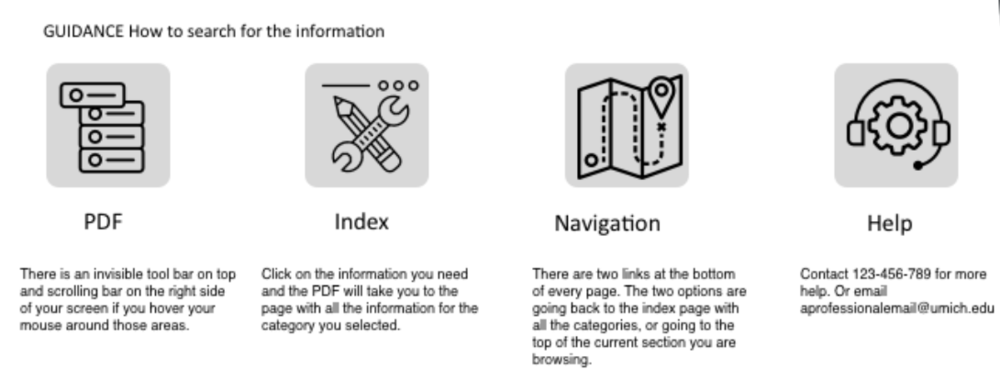 GUIDANCE How to search for the information
PDF
There is an invisible tool bar on top
and scrolling bar on the right side
of your screen if you hover your
mouse around those areas.
Index
Click on the information you need
and the PDF will take you to the
page with all the information for the
category you selected.
Navigation
There are two links at the bottom
of every page. The two options are
going back to the index page with
all the categories, or going to the
top of the current section you are
browsing.
Help
Contact 123-456-789 for more
help. Or email
aprofessionalemail@umich.edu